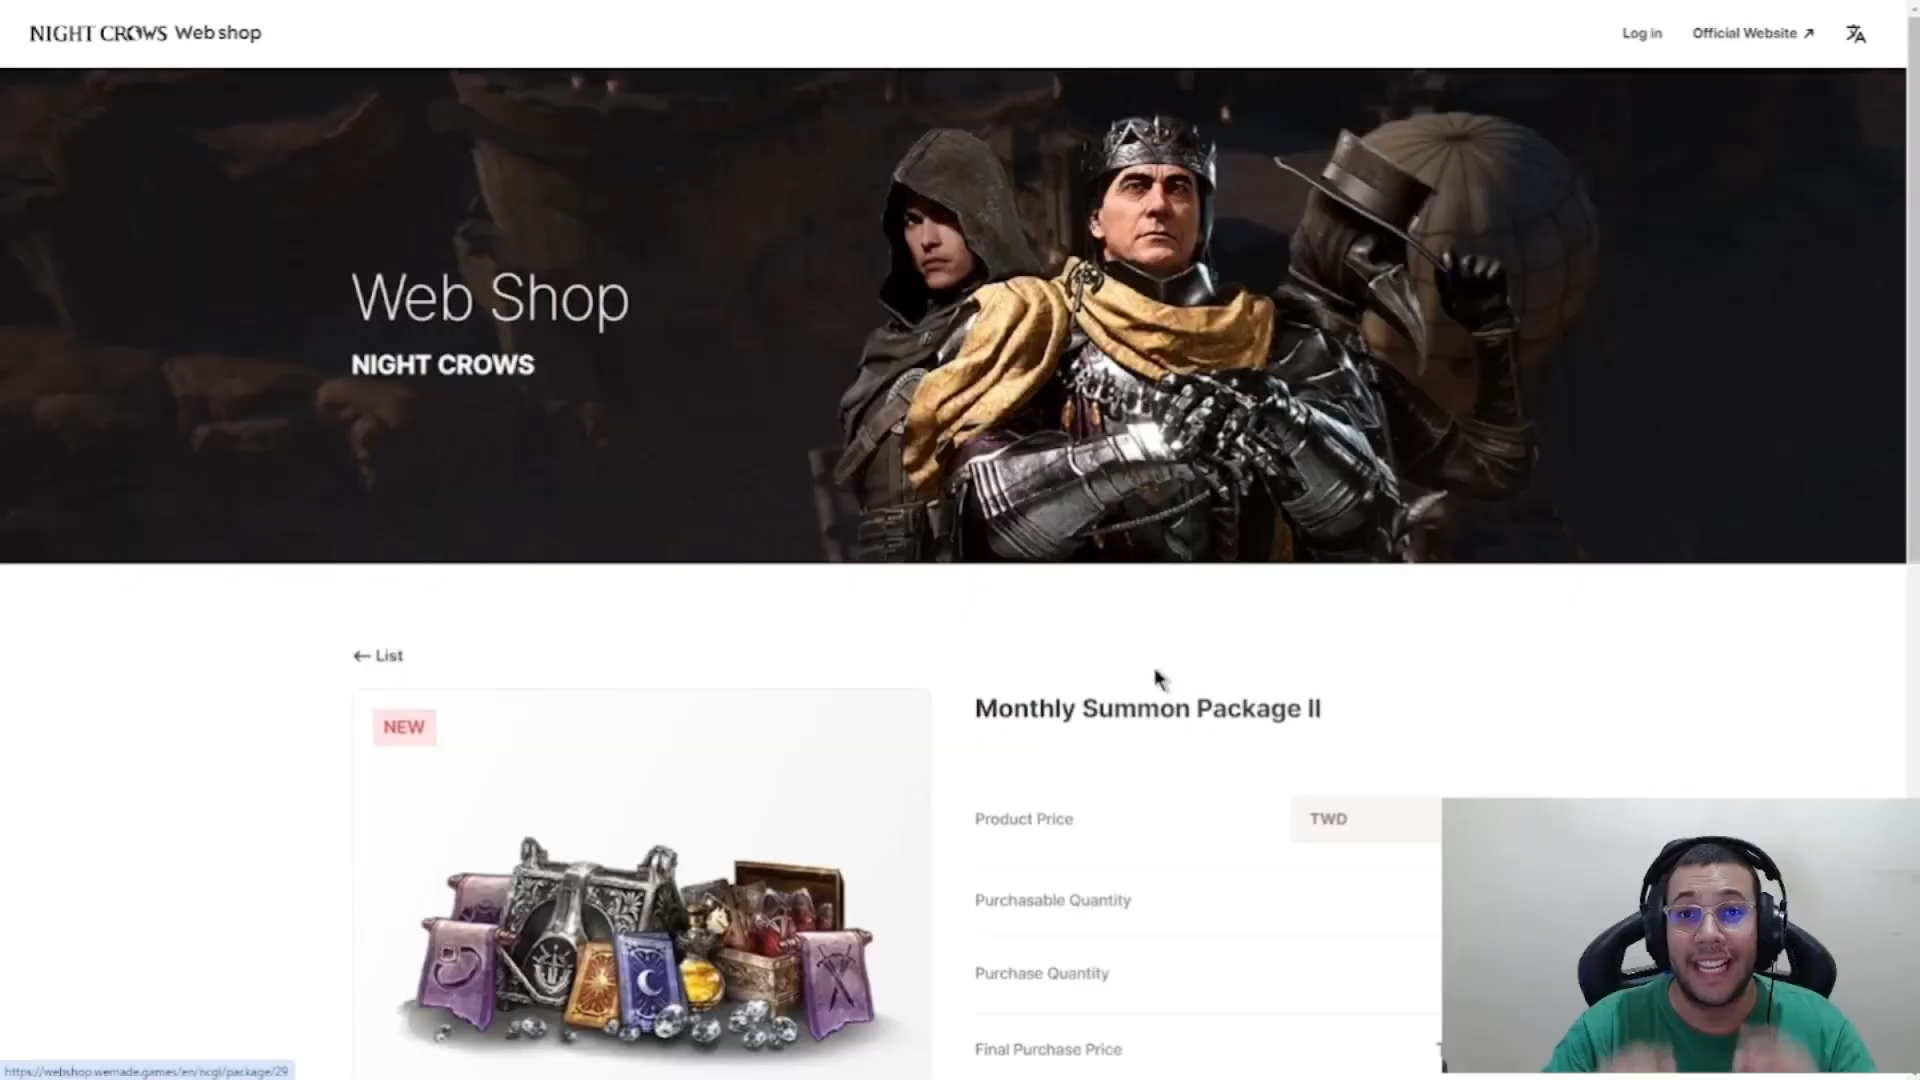 NIGHT CROWS Web shop
Log in
Official Website
Web Shop
NIGHT CROWS
← List
NEW
Monthly Summon Package II
Product Price
TWD
Purchasable Quantity
Purchase Quantity
Final Purchase Price
https://webshop.wemade.games/en/ncgl/package/29